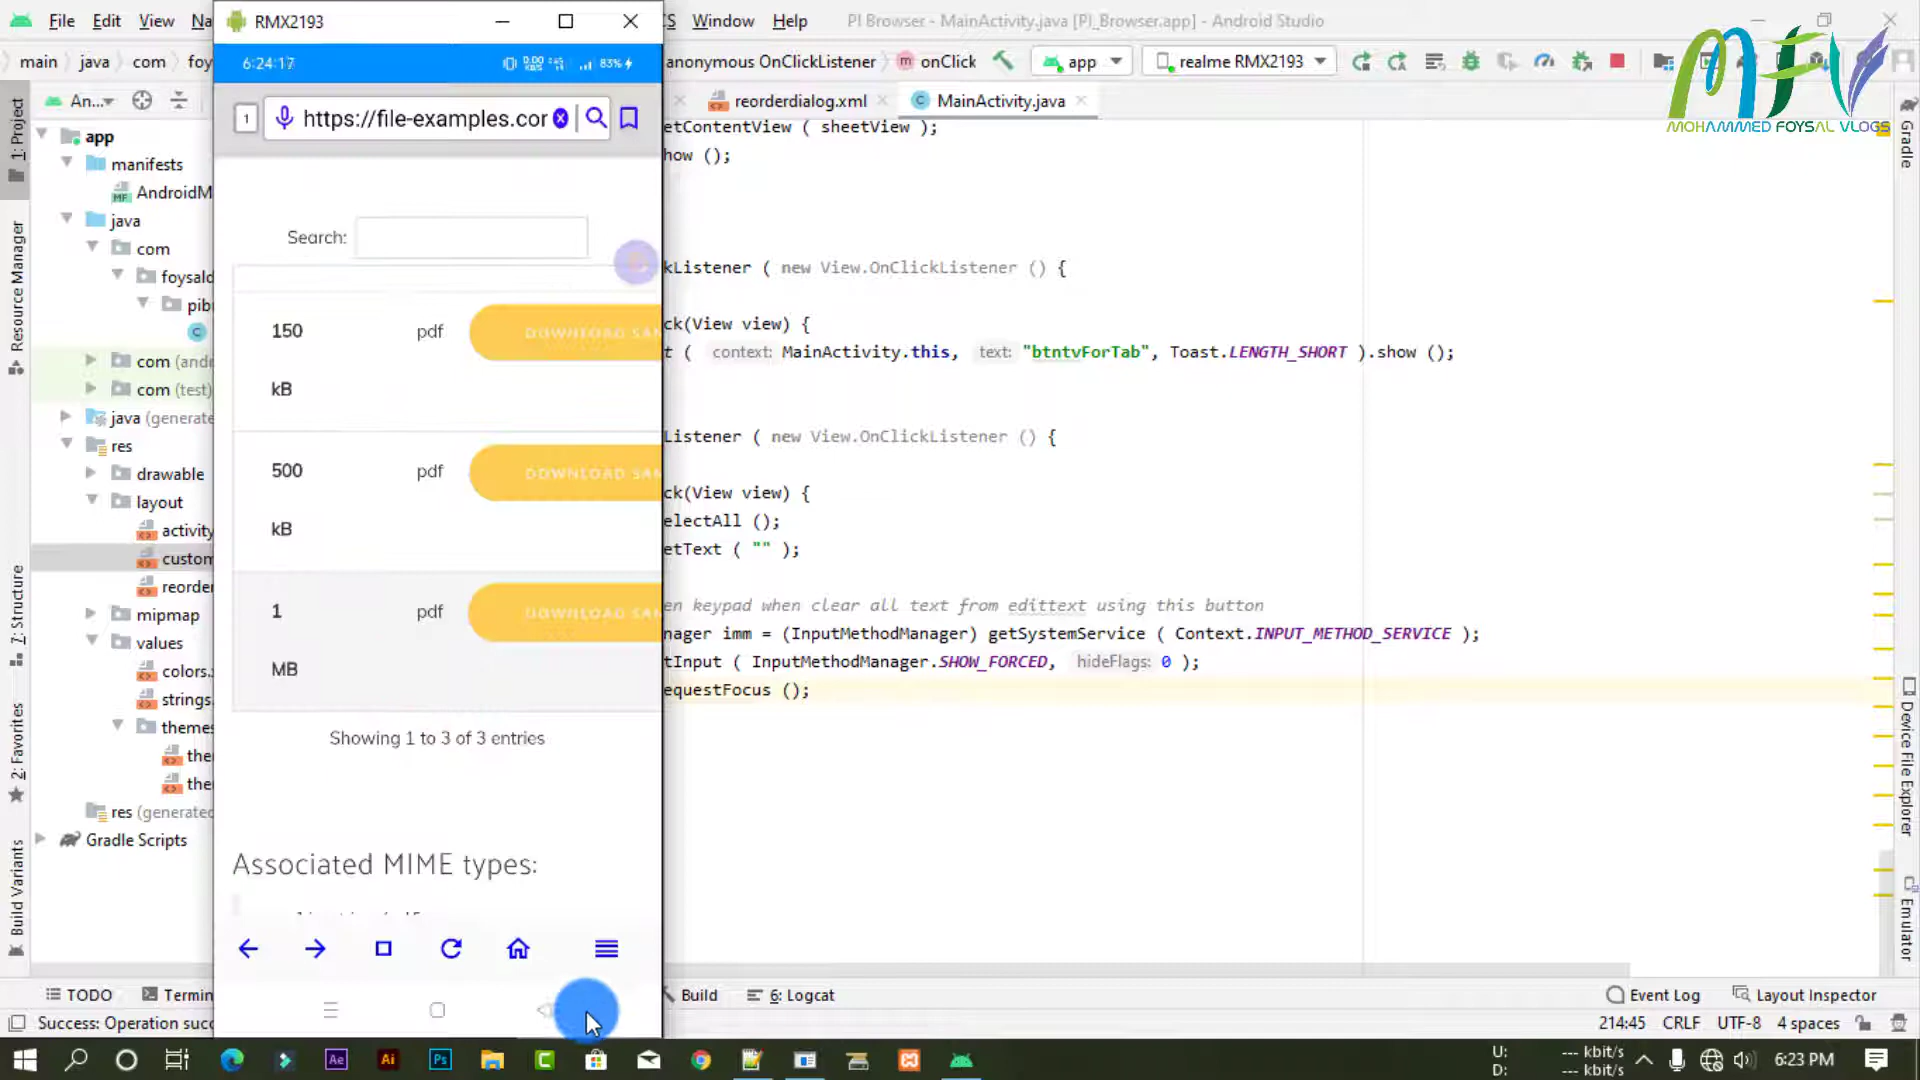 File Edit View Na
RMX2193
CS Window Help
PI Browser - MainActivity.java [PI_Browser.app] - Android Studio
main java com foy
6:24:17
83%
anonymous OnClickListener
onClick
app
realme RMX2193
MOHAMMED FOYSAL VLOGS
An...
1
https://file-examples.cor
reorderdialog.xml
MainActivity.java
1: Project
Resource Manager
7: Structure
2: Favorites
Build Variants
app
manifests
AndroidM
java
com
foysald
pib
com (andr
com (test)
java (generate
res
drawable
layout
activity
custom
reorder
mipmap
values
colors.
strings.
themes
the
the
res (generated
Gradle Scripts
Search:
150 kB pdf DOWNLOAD SA
500 kB pdf DOWNLOAD SA
1 MB pdf DOWNLOAD SA
Showing 1 to 3 of 3 entries
Associated MIME types:
etContentView ( sheetView );
how ();
kListener ( new View.OnClickListener () {
ck(View view) {
t ( context: MainActivity.this, text: "btntvForTab", Toast.LENGTH_SHORT ).show ();
Listener ( new View.OnClickListener () {
ck(View view) {
electAll ();
etText ( "" );
en keypad when clear all text from edittext using this button
nager imm = (InputMethodManager) getSystemService ( Context.INPUT_METHOD_SERVICE );
tInput ( InputMethodManager.SHOW_FORCED, hideFlags: 0 );
equestFocus ();
Gradle
Device File Explorer
Emulator
TODO
Termin
Build
6: Logcat
Event Log
Layout Inspector
Success: Operation succ
214:45 CRLF UTF-8 4 spaces
U: --- kbit/s
D: --- kbit/s
6:23 PM